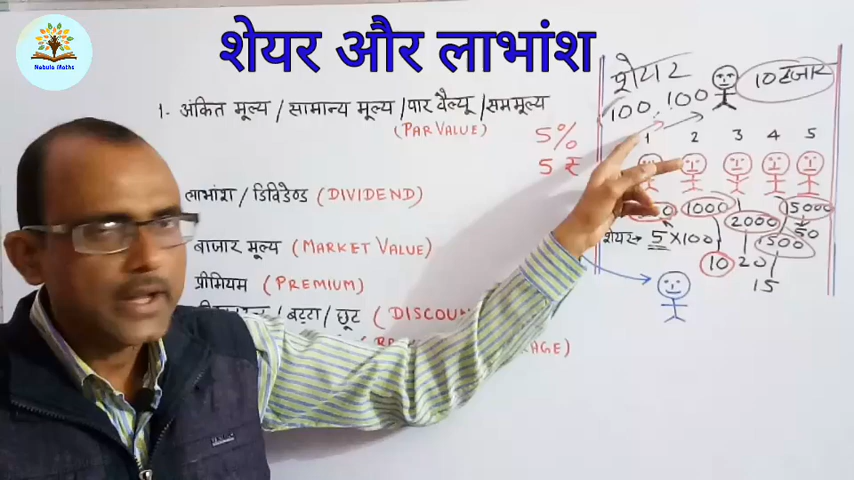 शेयर और लाभांश
Nebula Maths
1- अंकित मूल्य / सामान्य मूल्य / पार वैल्यू / सममूल्य
(PAR VALUE)
लाभांश / डिविडेण्ड (DIVIDEND)
बाजार मूल्य (MARKET VALUE)
प्रीमियम (PREMIUM)
बट्टा / छूट
5%
5 ₹
शेयर
100, 100
10 हजार
1 2 3 4 5
1000
2000
1500
5000
50
शेयर→ 5×100
10 20
15